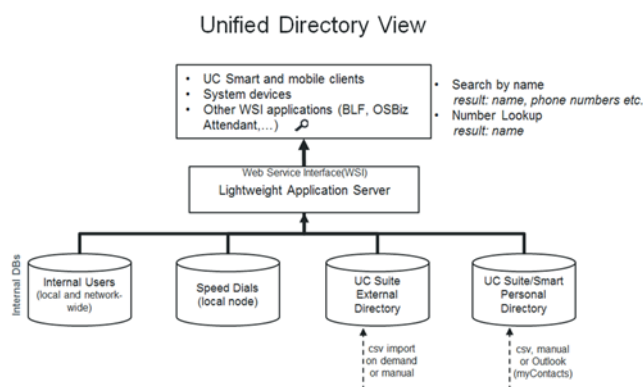 Unified Directory View
• UC Smart and mobile clients
• System devices
• Other WSI applications (BLF, OSBiz
Attendant,…)
• Search by name
result: name, phone numbers etc.
• Number Lookup
result: name
Web Service Interface(WSI)
Lightweight Application Server
Internal DBs
Internal Users
(local and network-
wide)
Speed Dials
(local node)
UC Suite
External
Directory
UC Suite/Smart
Personal
Directory
csv import
on demand
or manual
csv, manual
or Outlook
(myContacts)